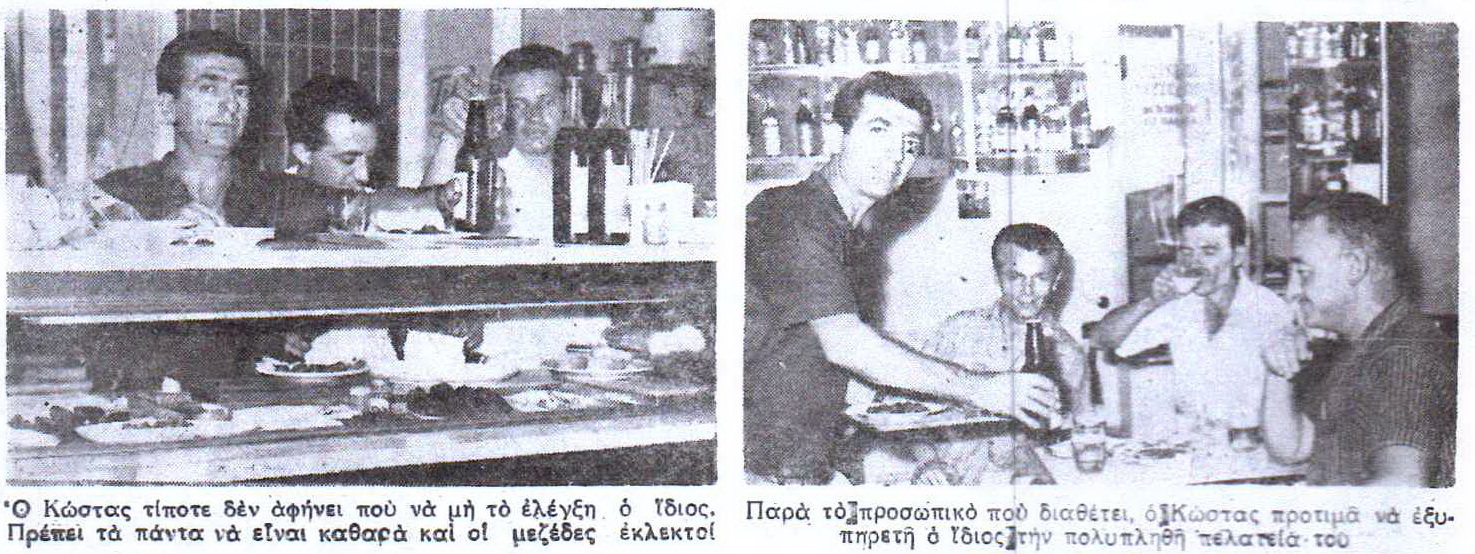 Ὁ Κώστας τίποτε δὲν ἀφήνει ποὺ νὰ μὴ τὸ ἐλέγξη ὁ ἴδιος.
Πρέπει τὰ πάντα νὰ εἶναι καθαρὰ καὶ οἱ μεζέδες ἐκλεκτοί
Παρὰ τὸ προσωπικὸ ποὺ διαθέτει, ὁ Κώστας προτιμᾶ νὰ ἐξυ-
πηρετῆ ὁ ἴδιος τὴν πολυπληθῆ πελατεία του